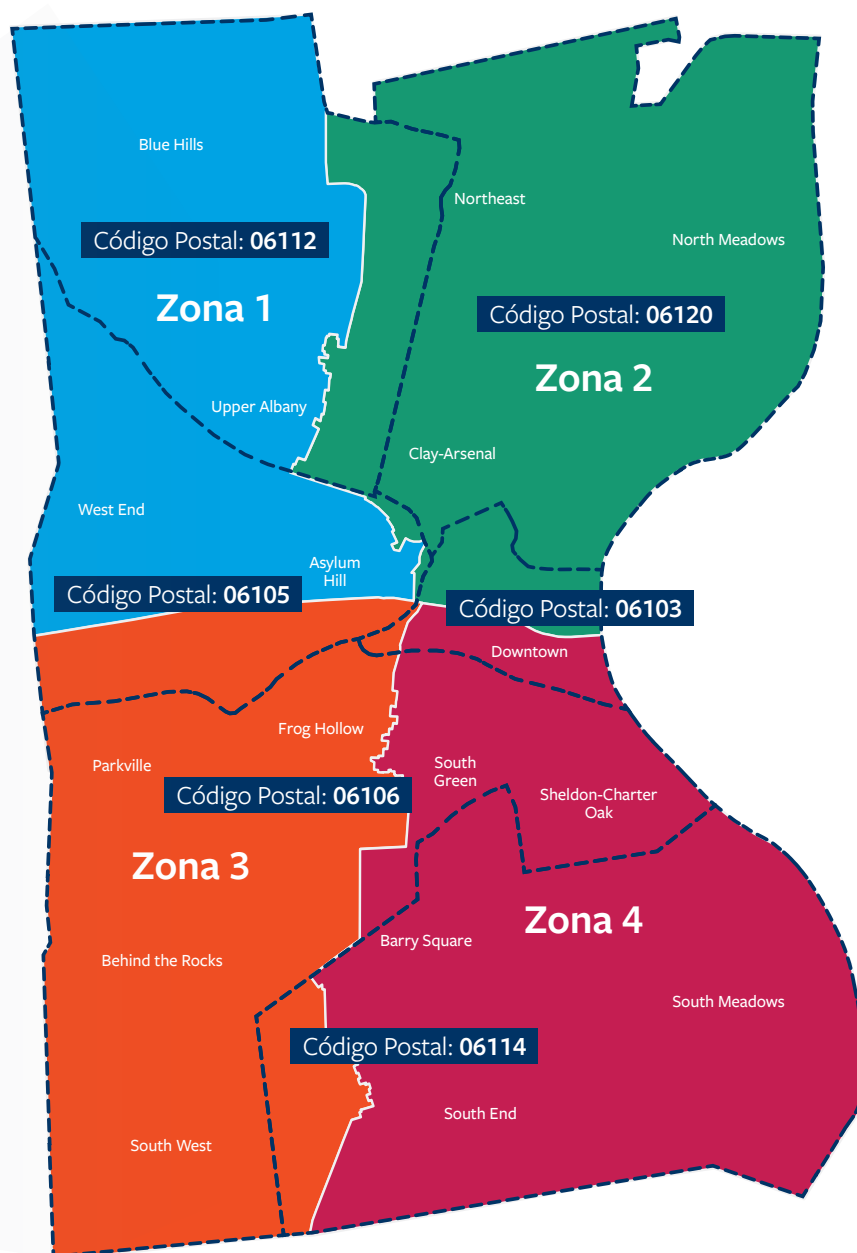 Blue Hills
Northeast
Código Postal: 06112
North Meadows
Zona 1
Código Postal: 06120
Zona 2
Upper Albany
Clay-Arsenal
West End
Asylum
Hill
Código Postal: 06105
Código Postal: 06103
Downtown
Frog Hollow
Parkville
South
Green
Código Postal: 06106
Sheldon-Charter
Oak
Zona 3
Zona 4
Barry Square
Behind the Rocks
South Meadows
Código Postal: 06114
South End
South West